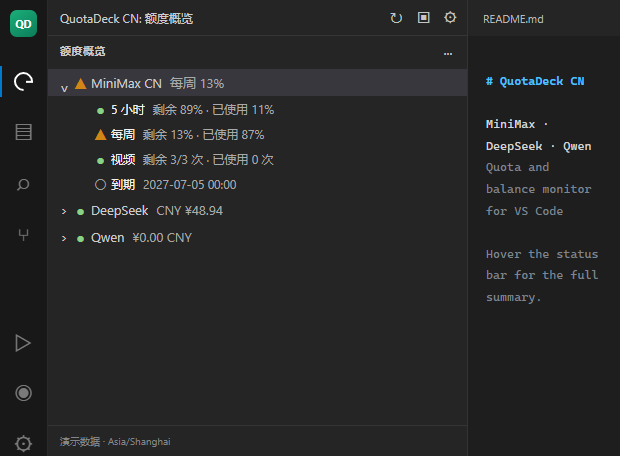 QD
QuotaDeck CN: 额度概览
额度概览
MiniMax CN 每周 13%
5 小时 剩余 89% · 已使用 11%
每周 剩余 13% · 已使用 87%
视频 剩余 3/3 次 · 已使用 0 次
到期 2027-07-05 00:00
DeepSeek CNY ¥48.94
Qwen ¥0.00 CNY
演示数据 · Asia/Shanghai
README.md
# QuotaDeck CN
MiniMax ·
DeepSeek · Qwen
Quota and
balance monitor
for VS Code
Hover the status
bar for the full
summary.